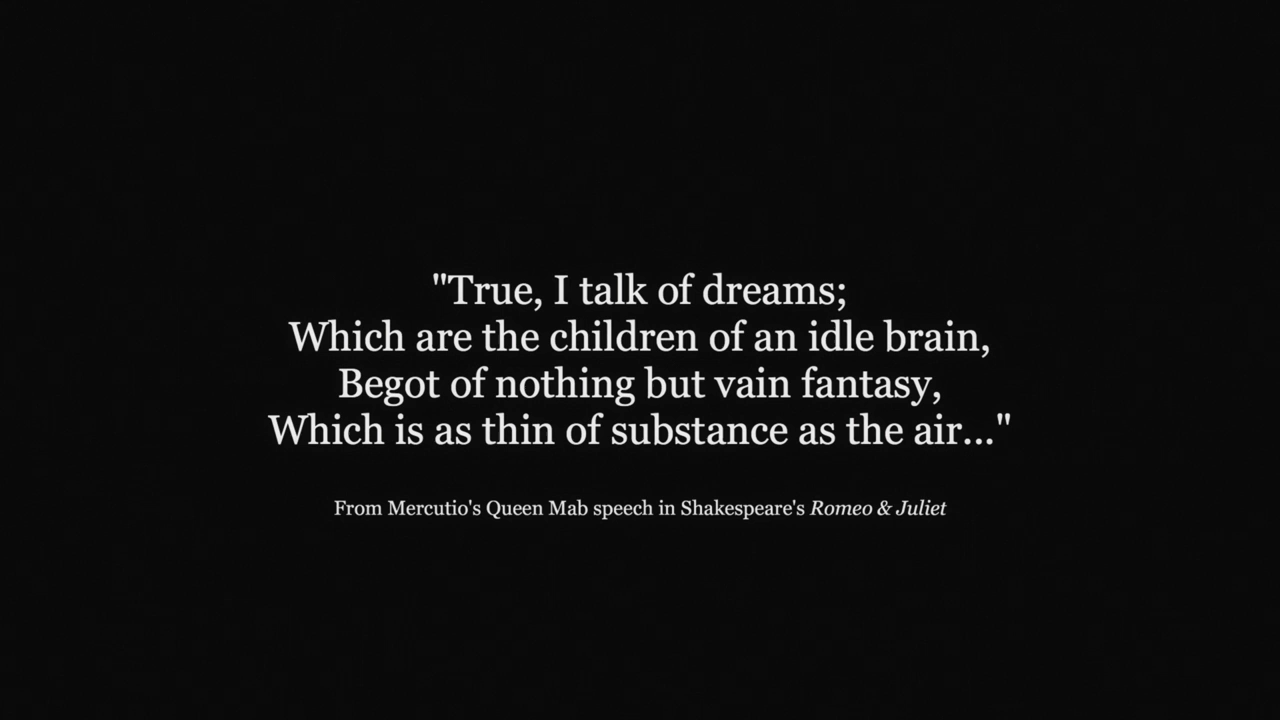 "True, I talk of dreams;
Which are the children of an idle brain,
Begot of nothing but vain fantasy,
Which is as thin of substance as the air..."
From Mercutio's Queen Mab speech in Shakespeare's Romeo & Juliet